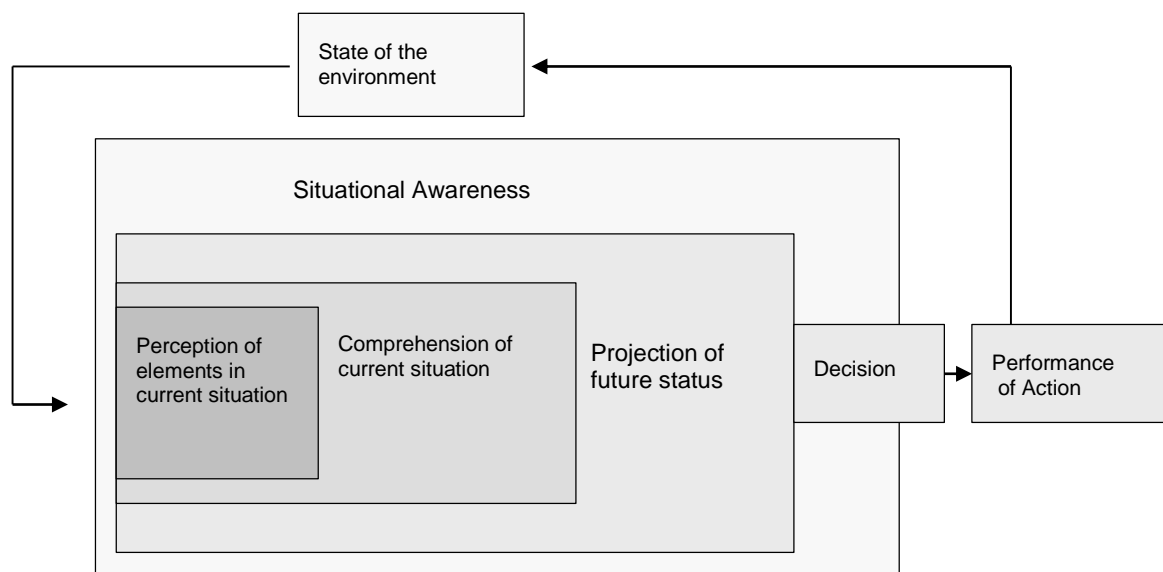 State of the
environment
Situational Awareness
Perception of
elements in
current situation
Comprehension of
current situation
Projection of
future status
Decision
Performance
of Action